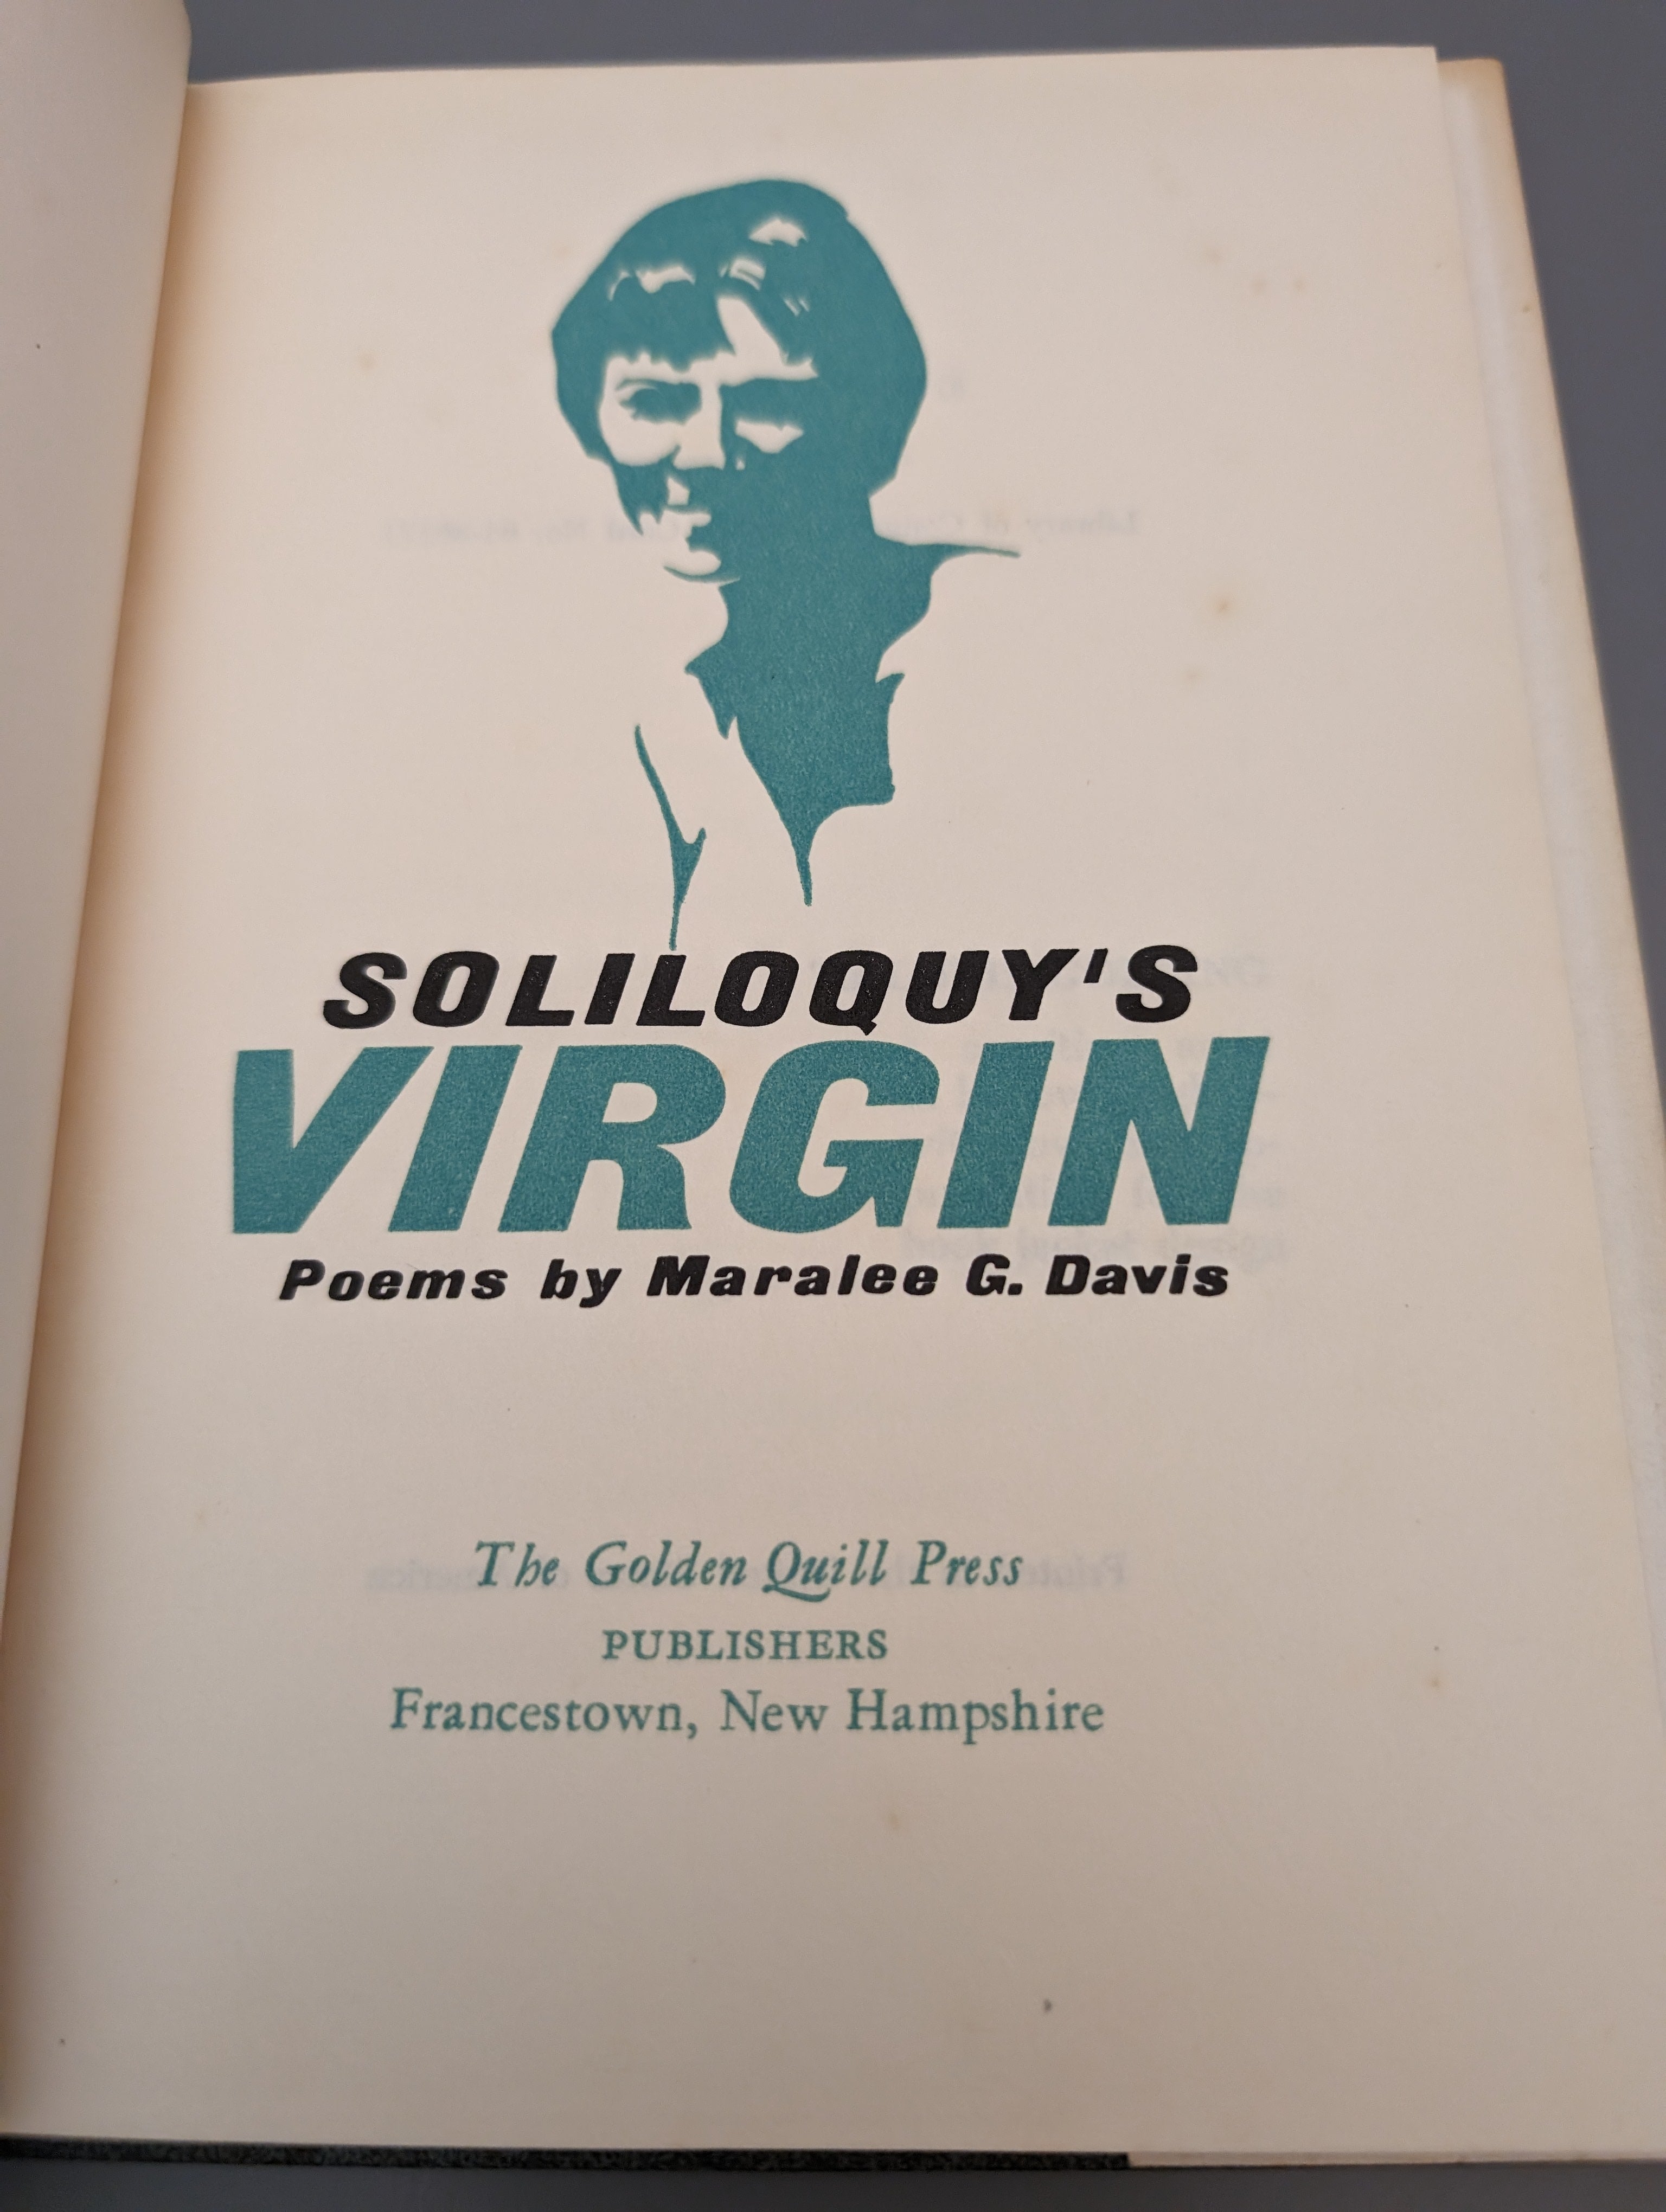 SOLILOQUY'S
VIRGIN
Poems by Maralee G. Davis
The Golden Quill Press
PUBLISHERS
Francestown, New Hampshire